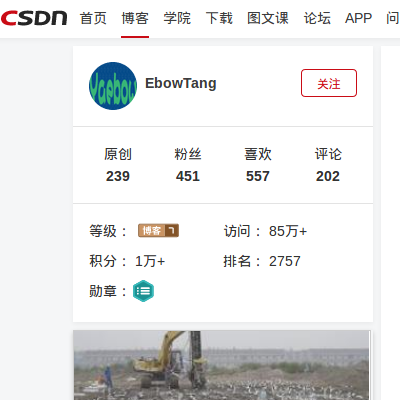 CSDN 首页 博客 学院 下载 图文课 论坛 APP 问
EbowTang 关注
原创 粉丝 喜欢 评论
239 451 557 202
等级： 博客 7 访问： 85万+
积分： 1万+ 排名： 2757
勋章：